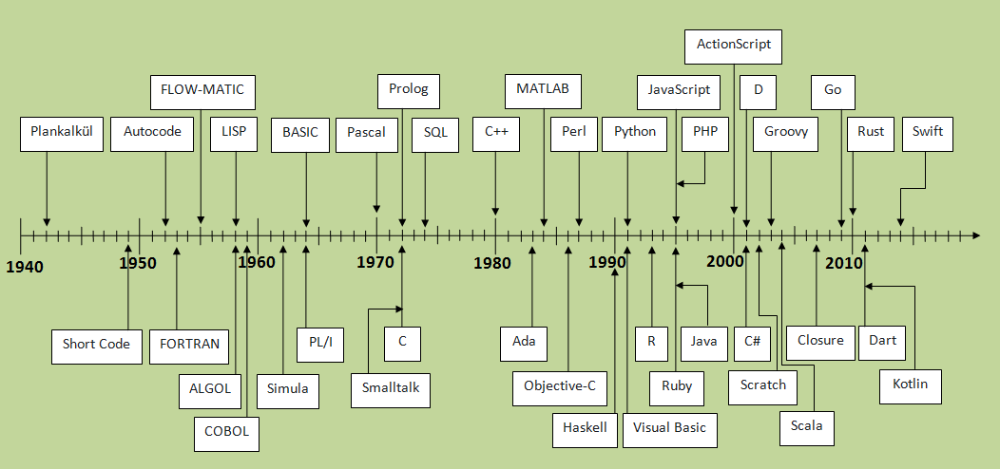 ActionScript
FLOW-MATIC
Prolog
MATLAB
JavaScript
D
Go
Plankalkül
Autocode
LISP
BASIC
Pascal
SQL
C++
Perl
Python
PHP
Groovy
Rust
Swift
1940
1950
1960
1970
1980
1990
2000
2010
Short Code
FORTRAN
PL/I
C
Ada
R
Java
C#
Closure
Dart
ALGOL
Simula
Smalltalk
Objective-C
Ruby
Scratch
Kotlin
COBOL
Haskell
Visual Basic
Scala